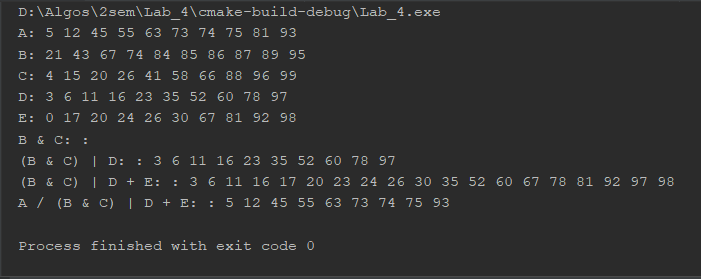 D:\Algos\2sem\Lab_4\cmake-build-debug\Lab_4.exe
A: 5 12 45 55 63 73 74 75 81 93
B: 21 43 67 74 84 85 86 87 89 95
C: 4 15 20 26 41 58 66 88 96 99
D: 3 6 11 16 23 35 52 60 78 97
E: 0 17 20 24 26 30 67 81 92 98
B & C: :
(B & C) | D: : 3 6 11 16 23 35 52 60 78 97
(B & C) | D + E: : 3 6 11 16 17 20 23 24 26 30 35 52 60 67 78 81 92 97 98
A / (B & C) | D + E: : 5 12 45 55 63 73 74 75 93
Process finished with exit code 0